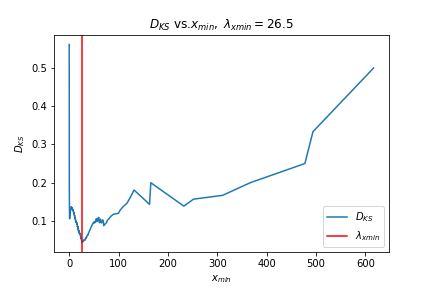 D_KS vs.x_min, λ_xmin = 26.5
0.5
0.4
0.3
0.2
0.1
D_KS
0 100 200 300 400 500 600
x_min
D_KS
λ_xmin